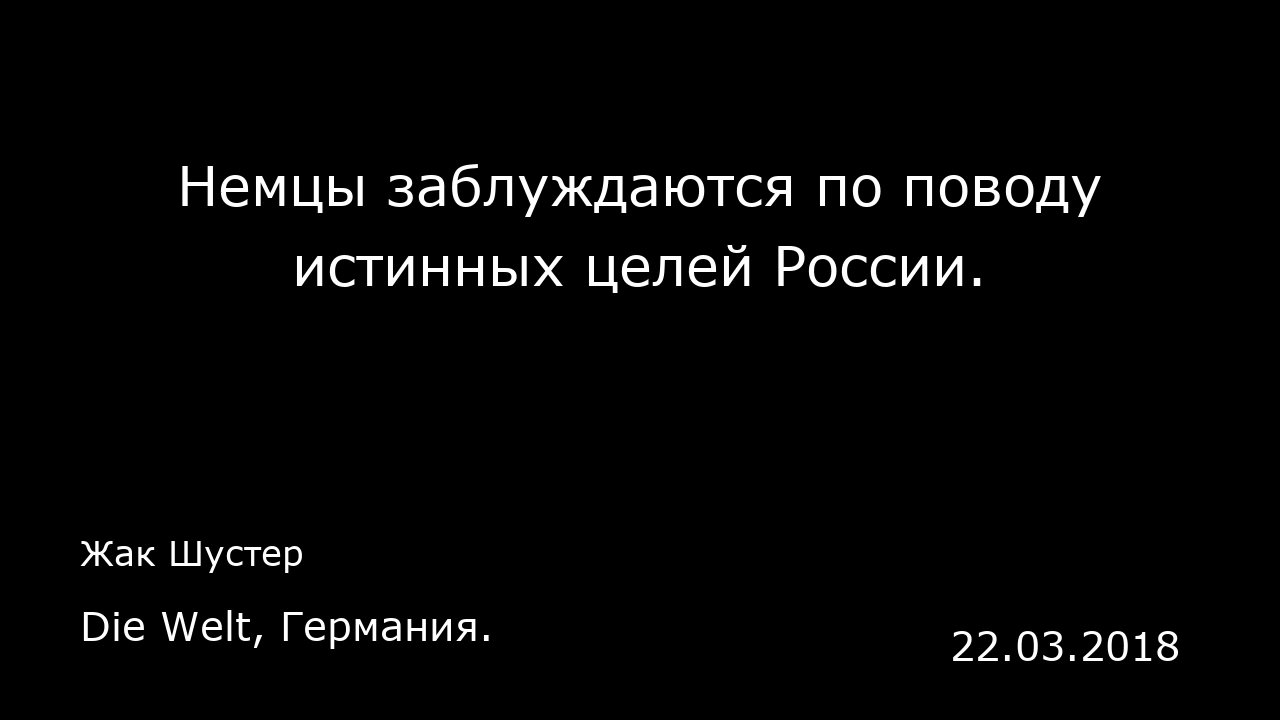 Немцы заблуждаются по поводу
истинных целей России.
Жак Шустер
Die Welt, Германия.
22.03.2018